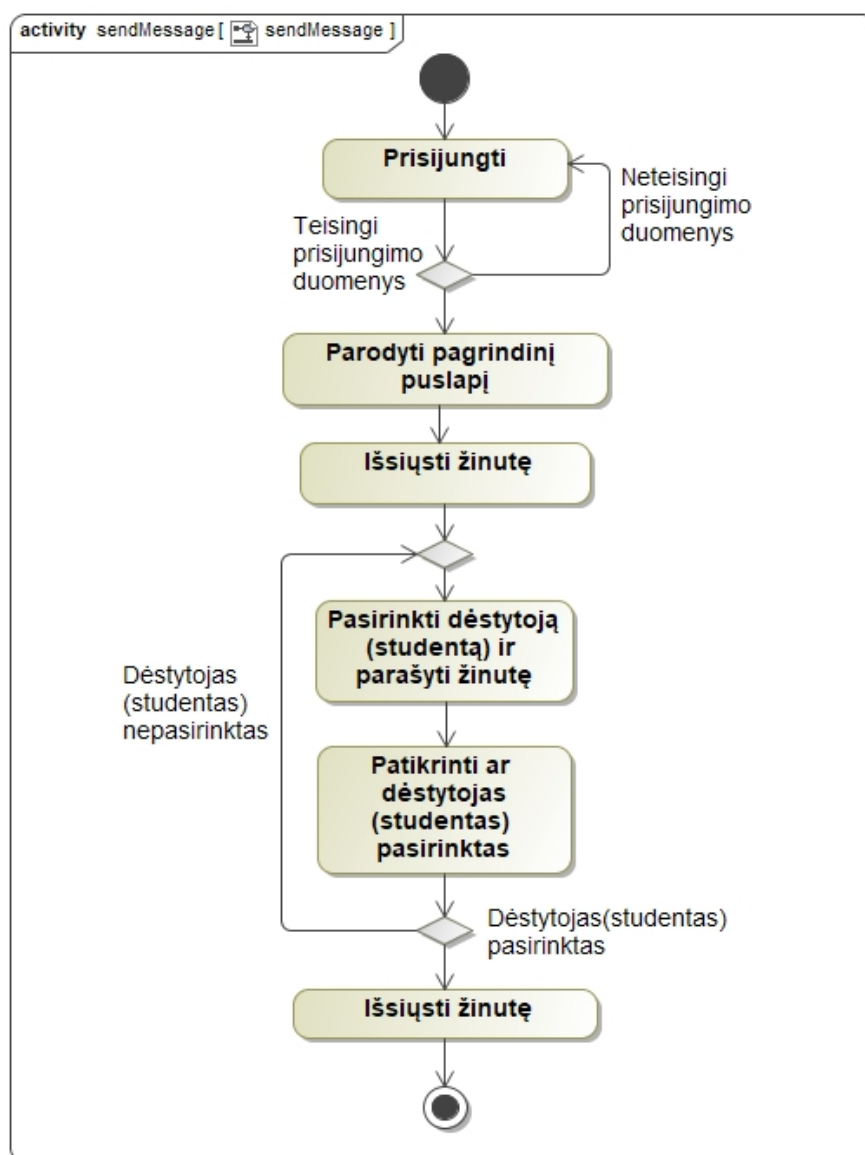 activity sendMessage [ sendMessage ]
Prisijungti
Neteisingi
prisijungimo
duomenys
Teisingi
prisijungimo
duomenys
Parodyti pagrindinį
puslapį
Išsiųsti žinutę
Pasirinkti dėstytoją
(studentą) ir
parašyti žinutę
Dėstytojas
(studentas)
nepasirinktas
Patikrinti ar
dėstytojas
(studentas)
pasirinktas
Dėstytojas(studentas)
pasirinktas
Išsiųsti žinutę